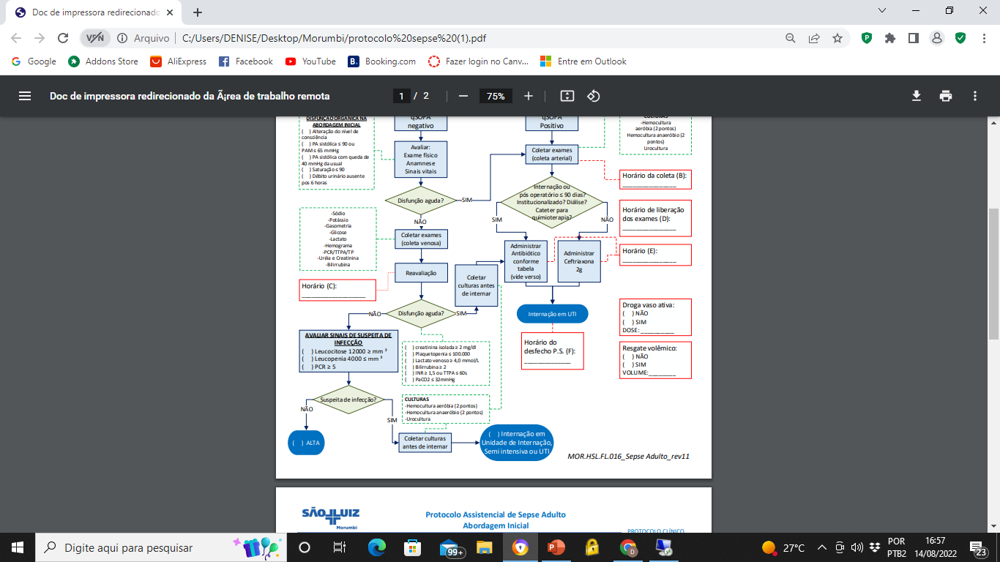 Doc de impressora redirecionado
Arquivo
C:/Users/DENISE/Desktop/Morumbi/protocolo%20sepse%20(1).pdf
VPN
Google
Addons Store
AliExpress
Facebook
YouTube
Booking.com
Fazer login no Canv...
Entre em Outlook
Doc de impressora redirecionado da Ã¡rea de trabalho remota
1 / 2
75%
DISFUNÇÃO ORGÂNICA NA
ABORDAGEM INICIAL
( ) Alteração do nível de
consciência
( ) PA sistólica ≤ 90 ou
PAM ≤ 65 mmHg
( ) PA sistólica com queda de
40 mmHg da usual
( ) Saturação ≤ 90
( ) Débito urinário ausente
pos 6 horas
qSOFA
negativo
Avaliar:
Exame físico
Anamnese
Sinais vitais
Disfunção aguda?
SIM
NÃO
qSOFA
Positivo
Coletar exames
(coleta arterial)
CULTURAS
-Hemocultura
aeróbia (2 pontos)
Hemocultura anaeróbio (2
pontos)
Urocultura
Horário da coleta (B):
Internação ou
pós operatório ≤ 90 dias?
Institucionalizado? Diálise?
Cateter para
quimioterapia?
SIM
NÃO
Horário de liberação
dos exames (D):
-Sódio
-Potássio
-Gasometria
-Glicose
-Lactato
-Hemograma
-PCR/TTPA/TP
-Uréia e Creatinina
-Bilirrubina
Coletar exames
(coleta venosa)
Reavaliação
Horário (C):
Coletar
culturas antes
de internar
Administrar
Antibiótico
conforme
tabela
(vide verso)
Administrar
Ceftriaxona
2g
Horário (E):
Disfunção aguda?
NÃO
SIM
Internação em UTI
Horário do
desfecho P.S. (F):
Droga vaso ativa:
( ) NÃO
( ) SIM
DOSE:
Resgate volêmico:
( ) NÃO
( ) SIM
VOLUME:
AVALIAR SINAIS DE SUSPEITA DE
INFECÇÃO
( ) Leucocitose 12000 ≥ mm ³
( ) Leucopenia 4000 ≤ mm ³
( ) PCR ≥ 5
( ) creatinina isolada ≥ 2 mg/dl
( ) Plaquetopenia ≤ 100.000
( ) Lactato venoso ≥ 4,0 mmol/L
( ) Bilirrubina ≥ 2
( ) INR ≥ 1,5 ou TTPA ≤ 60s
( ) PaCO2 ≤ 32mmHg
Suspeita de infecção?
NÃO
SIM
CULTURAS
-Hemocultura aeróbia (2 pontos)
-Hemocultura anaeróbio (2 pontos)
-Urocultura
( ) ALTA
Coletar culturas
antes de internar
( ) Internação em
Unidade de Internação,
Semi intensiva ou UTI
MOR.HSL.FL.016_Sepse Adulto_rev11
SÃO LUIZ
Morumbi
Protocolo Assistencial de Sepse Adulto
Abordagem Inicial
PROTOCOLO CLÍNICO
Digite aqui para pesquisar
99+
27°C
POR
PTB2
16:57
14/08/2022
23